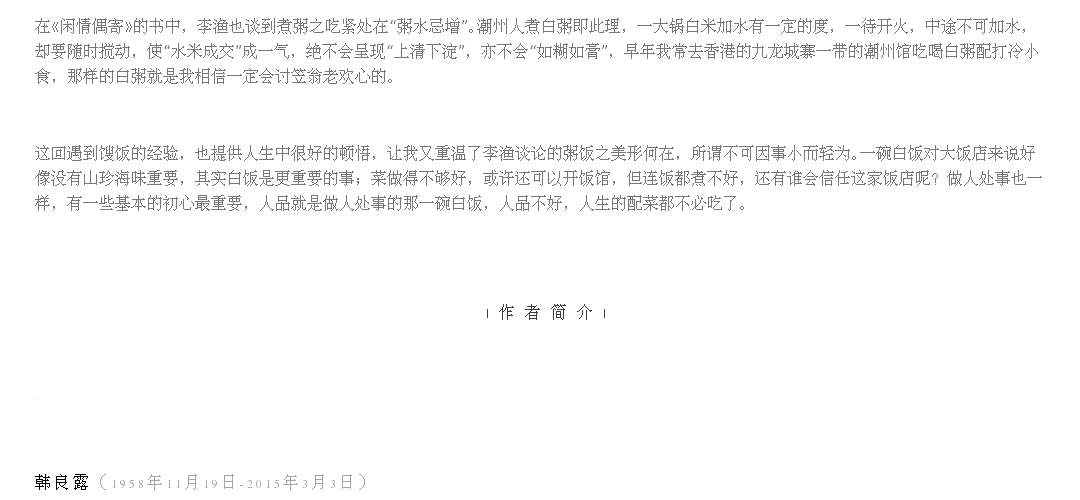 在《闲情偶寄》的书中，李渔也谈到煮粥之吃紧处在“粥水忌增”。潮州人煮白粥即此理，一大锅白米加水有一定的度，一待开火，中途不可加水，
却要随时搅动，使“水米成交”成一气，绝不会呈现“上清下淀”，亦不会“如糊如膏”，早年我常去香港的九龙城寨一带的潮州馆吃喝白粥配打冷小
食，那样的白粥就是我相信一定会讨笠翁老欢心的。
这回遇到馊饭的经验，也提供人生中很好的顿悟，让我又重温了李渔谈论的粥饭之美形何在，所谓不可因事小而轻为。一碗白饭对大饭店来说好
像没有山珍海味重要，其实白饭是更重要的事；菜做得不够好，或许还可以开饭馆，但连饭都煮不好，还有谁会信任这家饭店呢？做人处事也一
样，有一些基本的初心最重要，人品就是做人处事的那一碗白饭，人品不好，人生的配菜都不必吃了。
| 作者简介 |
韩良露（1958年11月19日-2015年3月3日）